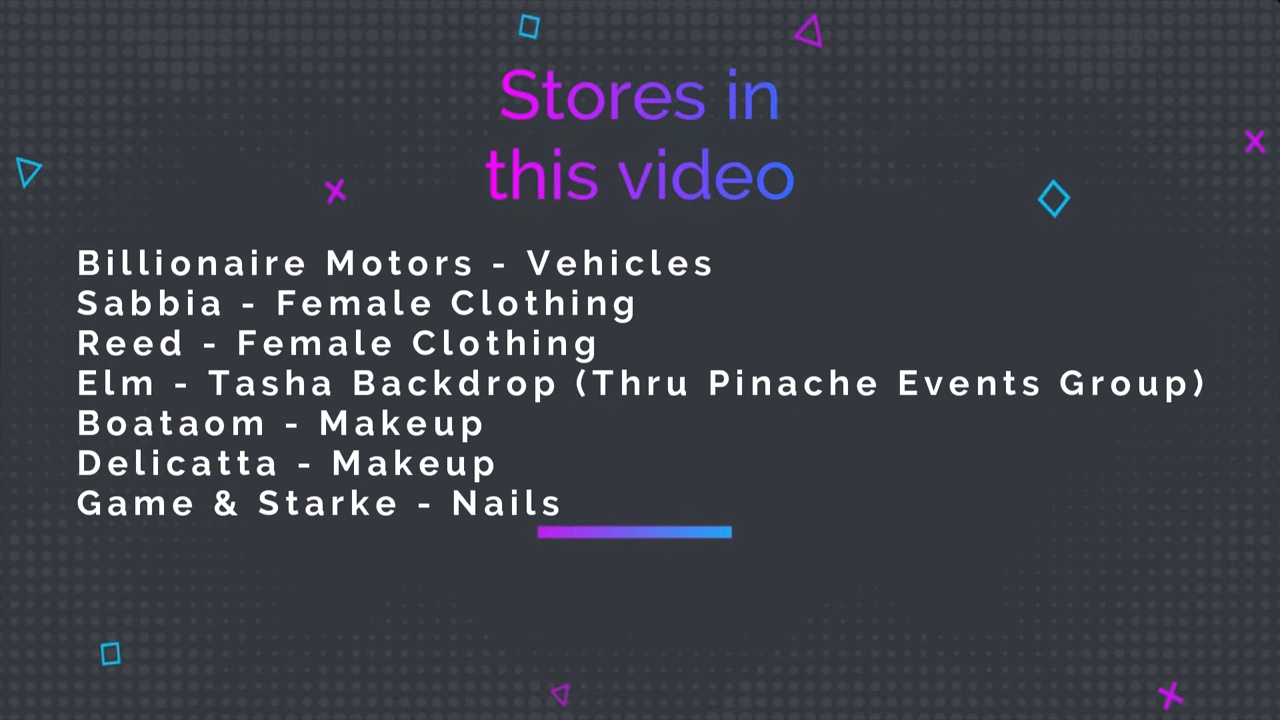 Stores in
this video
Billionaire Motors - Vehicles
Sabbia - Female Clothing
Reed - Female Clothing
Elm - Tasha Backdrop (Thru Pinache Events Group)
Boataom - Makeup
Delicatta - Makeup
Game & Starke - Nails